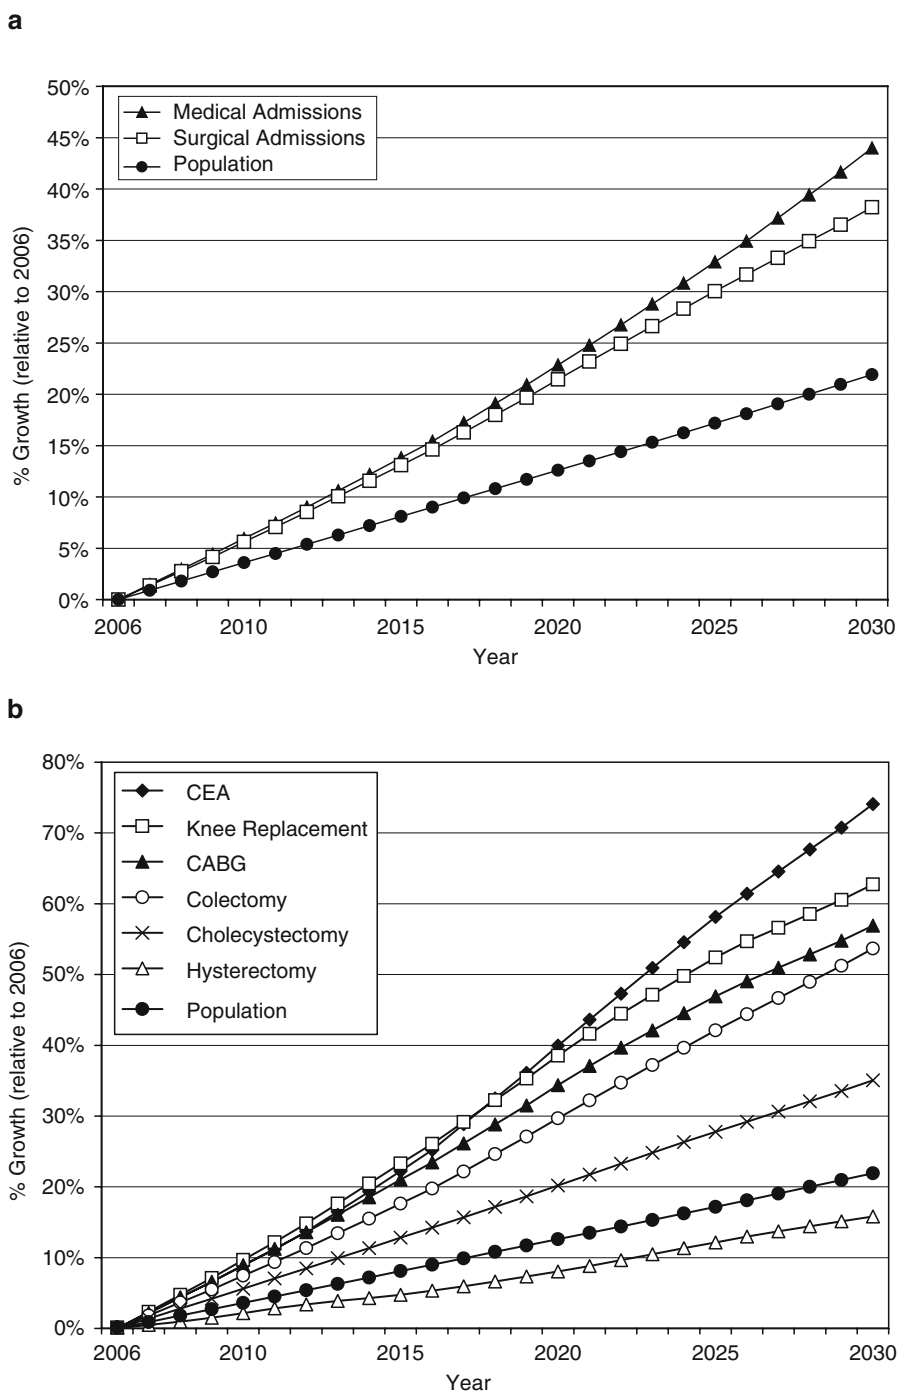 a
50%
45%
40%
35%
30%
25%
20%
15%
10%
5%
0%
% Growth (relative to 2006)
Medical Admissions
Surgical Admissions
Population
2006 2010 2015 2020 2025 2030
Year
b
80%
70%
60%
50%
40%
30%
20%
10%
0%
% Growth (relative to 2006)
CEA
Knee Replacement
CABG
Colectomy
Cholecystectomy
Hysterectomy
Population
2006 2010 2015 2020 2025 2030
Year